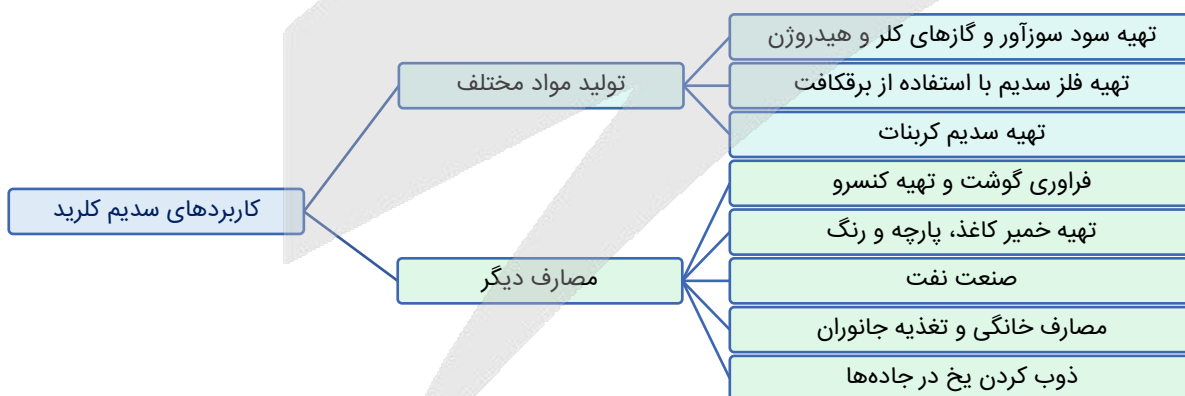 کاربردهای سدیم کلرید
تولید مواد مختلف
تهیه سود سوزآور و گازهای کلر و هیدروژن
تهیه فلز سدیم با استفاده از برقکافت
تهیه سدیم کربنات
مصارف دیگر
فراوری گوشت و تهیه کنسرو
تهیه خمیر کاغذ، پارچه و رنگ
صنعت نفت
مصارف خانگی و تغذیه جانوران
ذوب کردن یخ در جاده‌ها